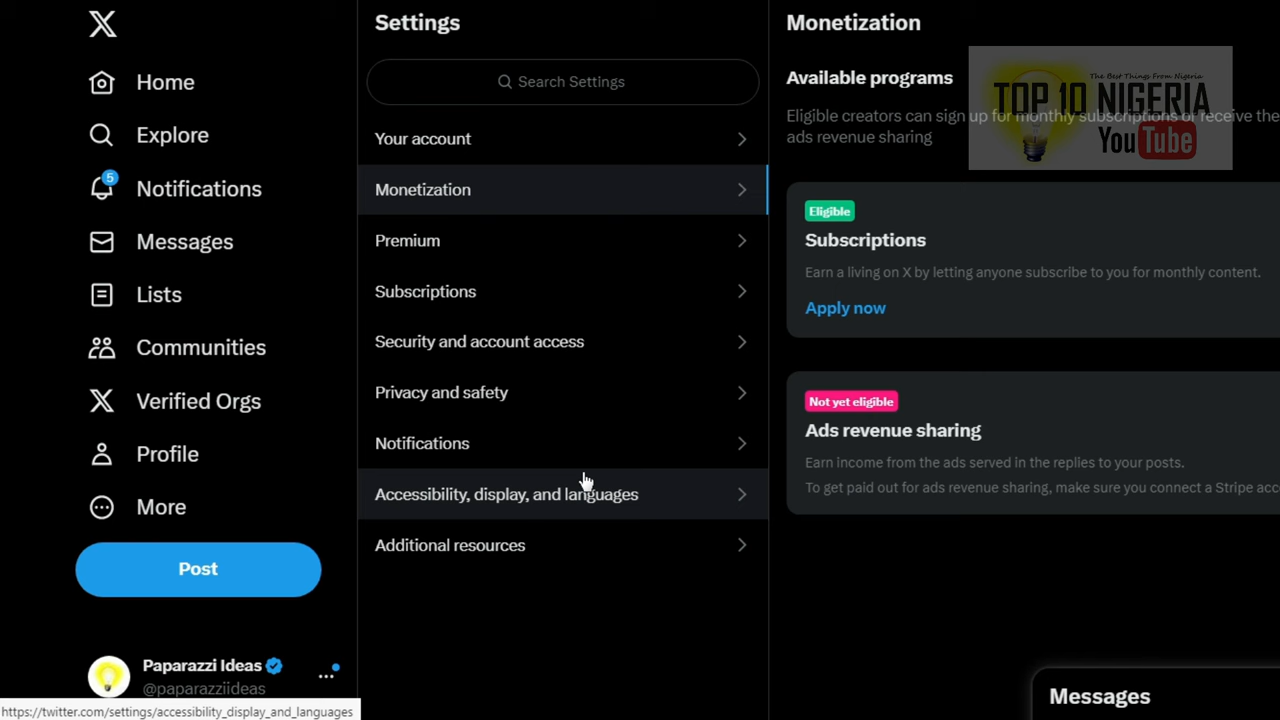 Home
Explore
5
Notifications
Messages
Lists
Communities
Verified Orgs
Profile
More
Post
Paparazzi Ideas
@paparazziideas
https://twitter.com/settings/accessibility_display_and_languages
Settings
Search Settings
Your account
Monetization
Premium
Subscriptions
Security and account access
Privacy and safety
Notifications
Accessibility, display, and languages
Additional resources
Monetization
Available programs
Eligible creators can sign up for monthly subscriptions or receive the
ads revenue sharing
The Best Things From Nigeria
TOP 10 NIGERIA
YouTube
Eligible
Subscriptions
Earn a living on X by letting anyone subscribe to you for monthly content.
Apply now
Not yet eligible
Ads revenue sharing
Earn income from the ads served in the replies to your posts.
To get paid out for ads revenue sharing, make sure you connect a Stripe acc
Messages